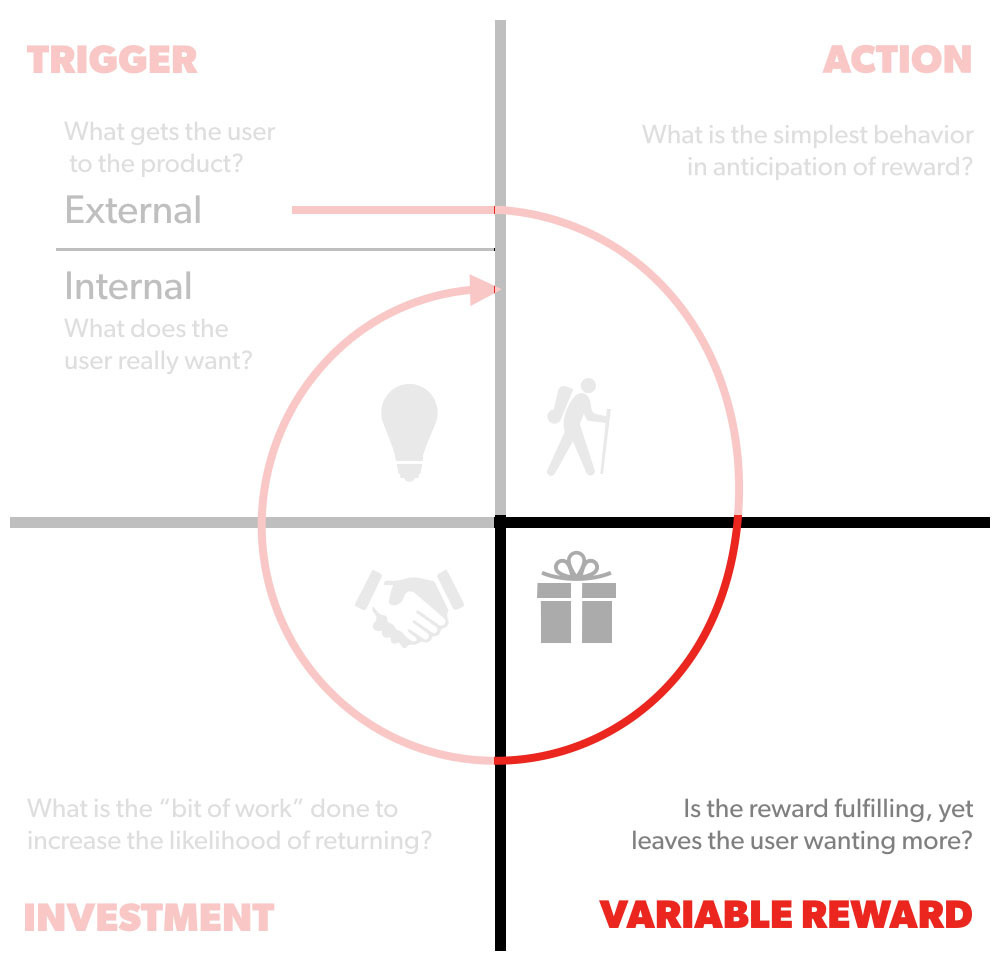 TRIGGER
What gets the user
to the product?
External
Internal
What does the
user really want?
ACTION
What is the simplest behavior
in anticipation of reward?
What is the “bit of work” done to
increase the likelihood of returning?
INVESTMENT
Is the reward fulfilling, yet
leaves the user wanting more?
VARIABLE REWARD